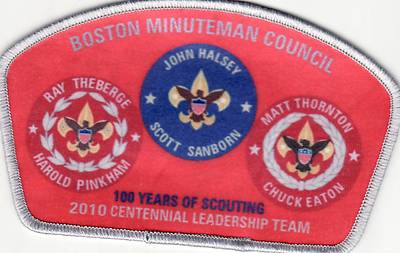 BOSTON MINUTEMAN COUNCIL
RAY THEBERGE
HAROLD PINKHAM
JOHN HALSEY
SCOTT SANBORN
MATT THORNTON
CHUCK EATON
100 YEARS OF SCOUTING
2010 CENTENNIAL LEADERSHIP TEAM